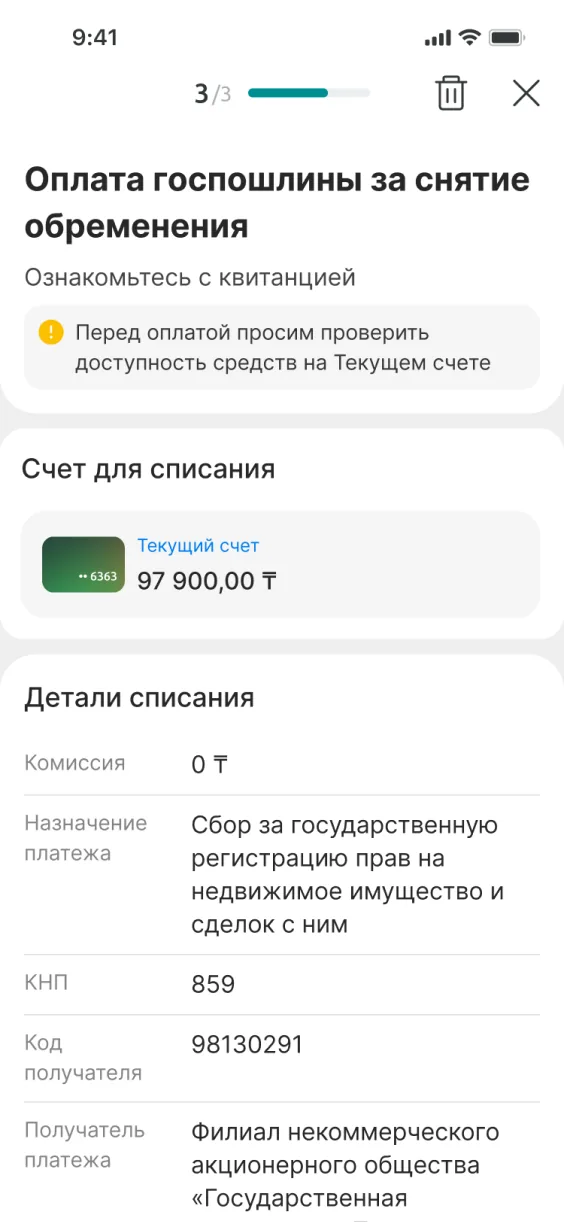 9:41
3/3
Оплата госпошлины за снятие
обременения
Ознакомьтесь с квитанцией
Перед оплатой просим проверить
доступность средств на Текущем счете
Счет для списания
Текущий счет
•• 6363
97 900,00 ₸
Детали списания
Комиссия
0 ₸
Назначение
платежа
Сбор за государственную
регистрацию прав на
недвижимое имущество и
сделок с ним
КНП
859
Код
получателя
98130291
Получатель
платежа
Филиал некоммерческого
акционерного общества
«Государственная